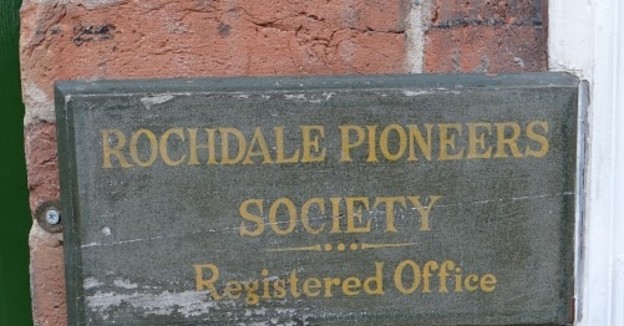 ROCHDALE PIONEERS
SOCIETY
Registered Office